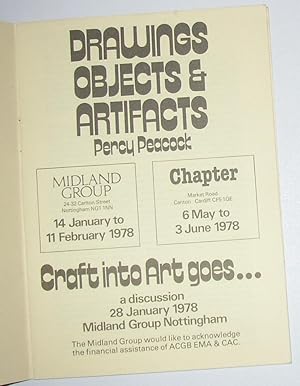 DRAWINGS
OBJECTS &
ARTIFACTS
Percy Peacock
MIDLAND
GROUP
24-32 Carlton Street
Nottingham NG1 1NN
14 January to
11 February 1978
Chapter
Market Road
Canton Cardiff CF5 1QE
6 May to
3 June 1978
Craft into Art goes...
a discussion
28 January 1978
Midland Group Nottingham
The Midland Group would like to acknowledge
the financial assistance of ACGB EMA & CAC.